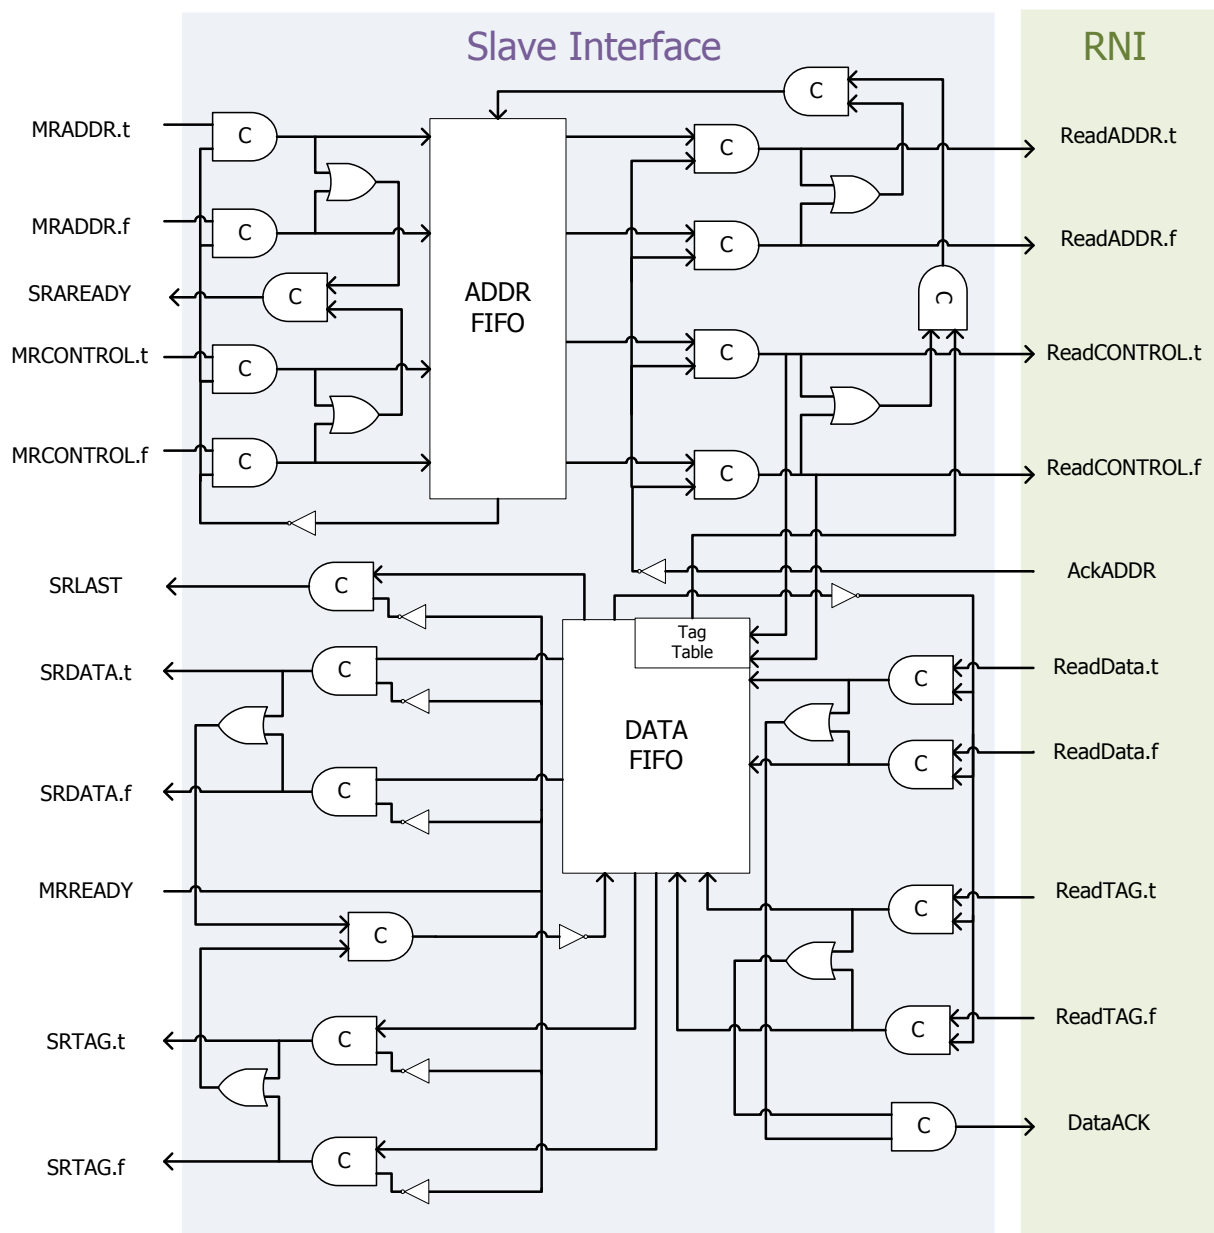 Slave Interface
RNI
MRADDR.t
C
C
C
ReadADDR.t
C
MRADDR.f
C
C
ReadADDR.f
SRAREADY
C
ADDR
FIFO
C
MRCONTROL.t
C
C
ReadCONTROL.t
MRCONTROL.f
C
C
ReadCONTROL.f
SRLAST
C
AckADDR
Tag
Table
SRDATA.t
C
C
ReadData.t
DATA
FIFO
SRDATA.f
C
C
ReadData.f
MRREADY
C
C
ReadTAG.t
SRTAG.t
C
C
ReadTAG.f
SRTAG.f
C
C
DataACK